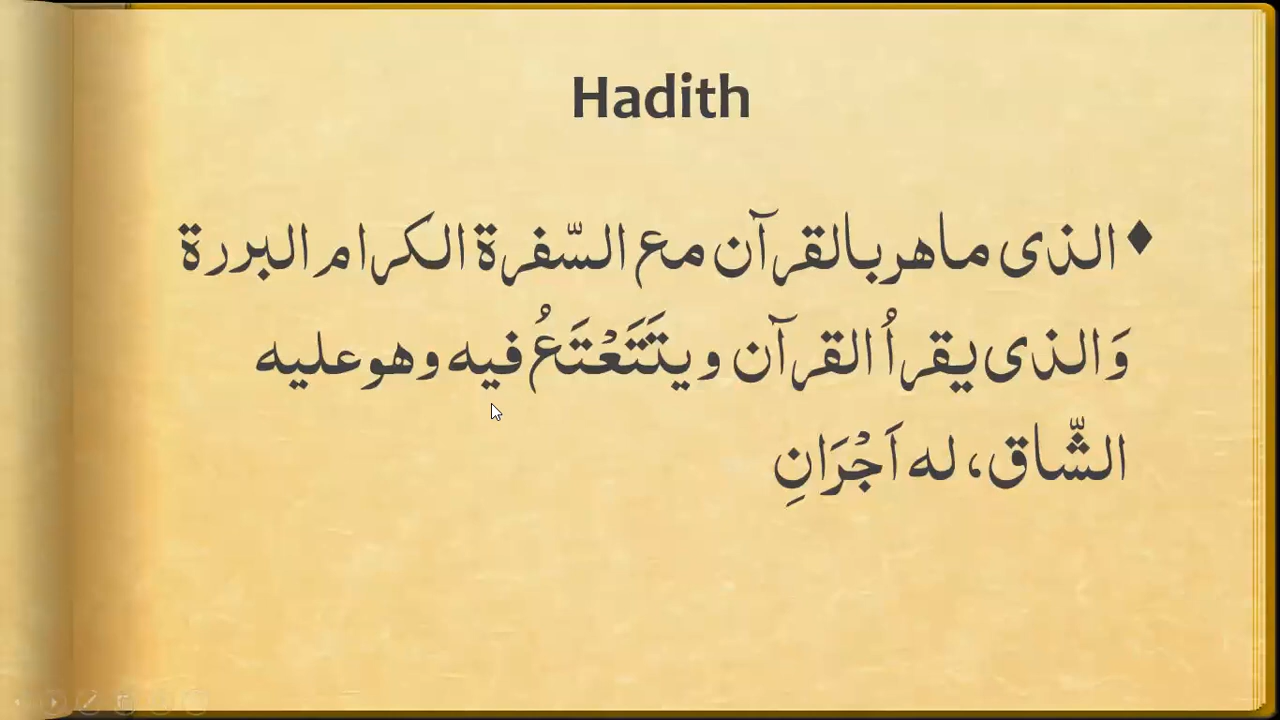 Hadith
الذى ماهر بالقرآن مع السّفرة الكرام البررة
وَالذى يقرأُ القرآن ويتَتَعْتَعُ فيه وهو عليه
الشّاق، له اَجْرَانِ